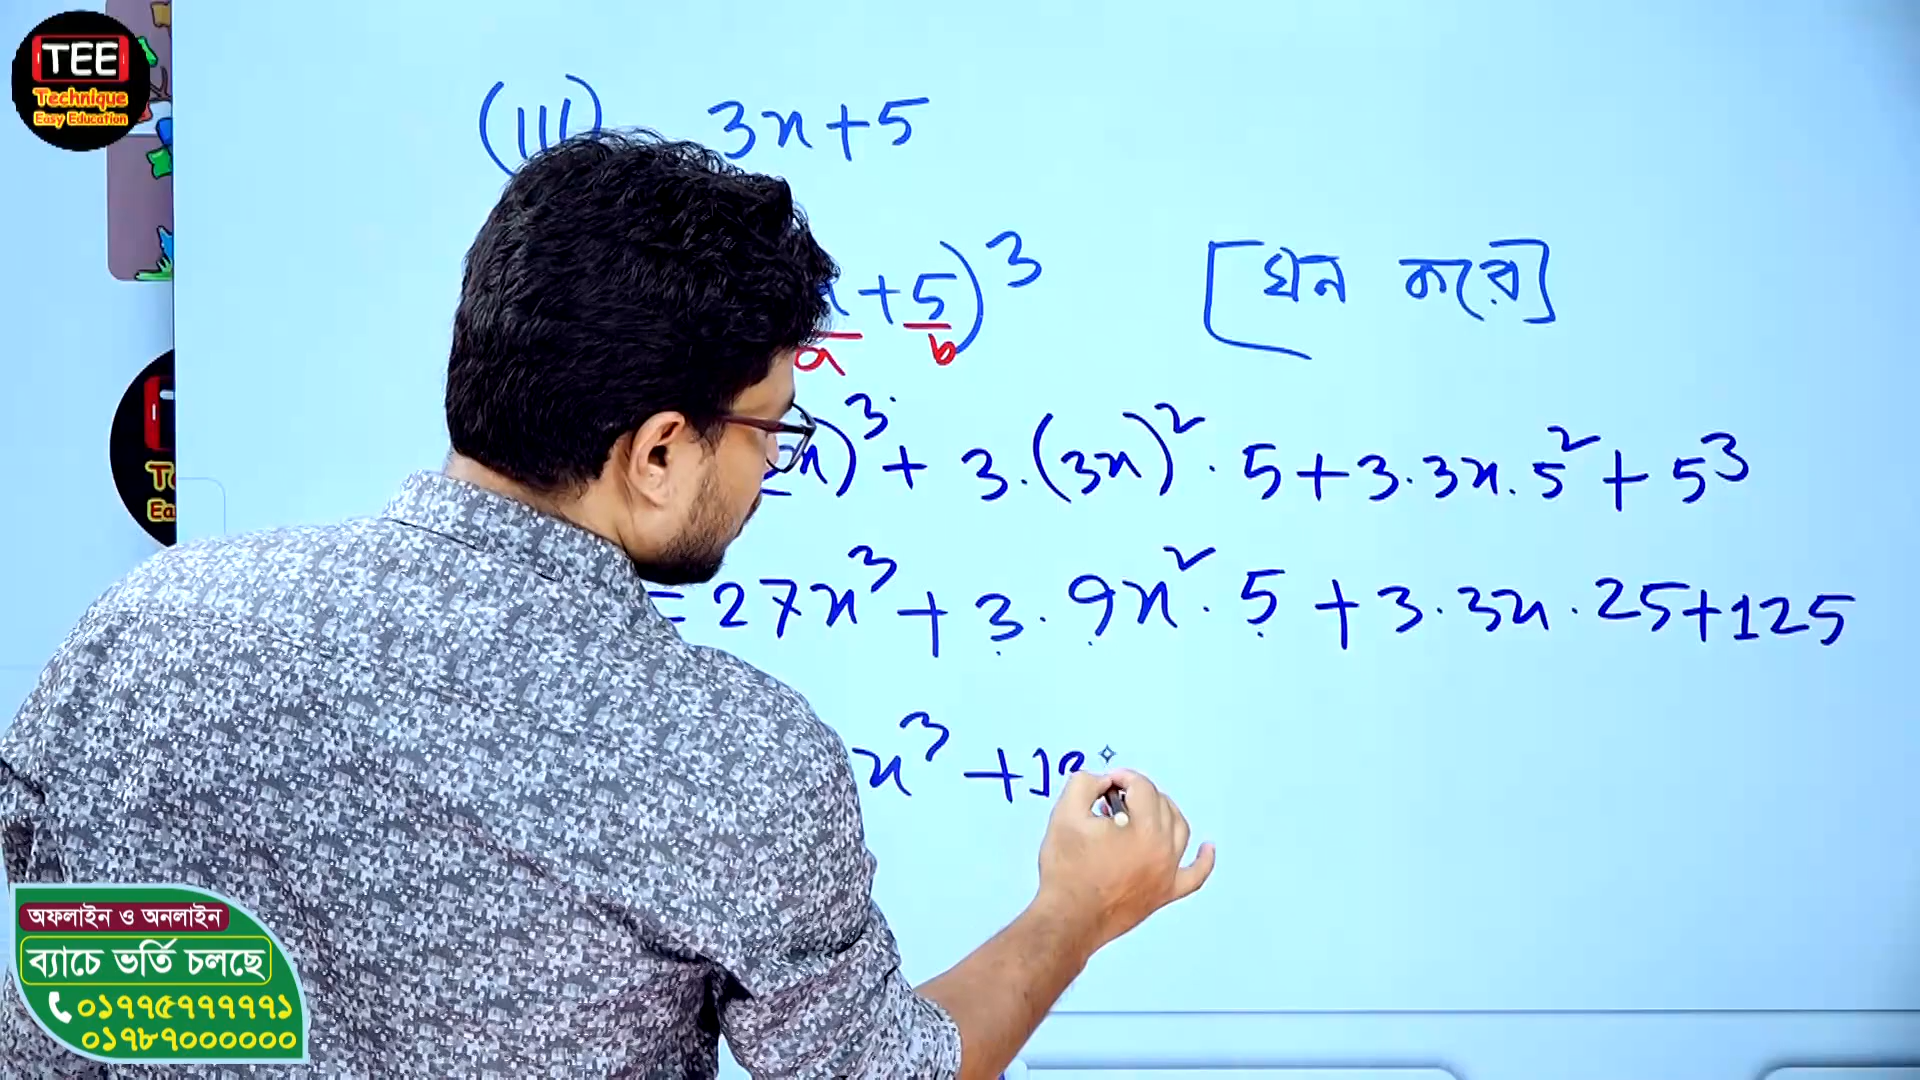 TEE
Technique
Easy Education
(III) 3x+5
+5)³ [ঘন করে]
a b
x)³ + 3.(3x)² . 5 + 3.3x.5² + 5³
= 27x³ + 3 . 9x² . 5 + 3.3x.25+125
x³ +13
অফলাইন ও অনলাইন
ব্যাচে ভর্তি চলছে
০১৭৭৫৭৭৭৭৭১
০১৭৮৭০০০০০০